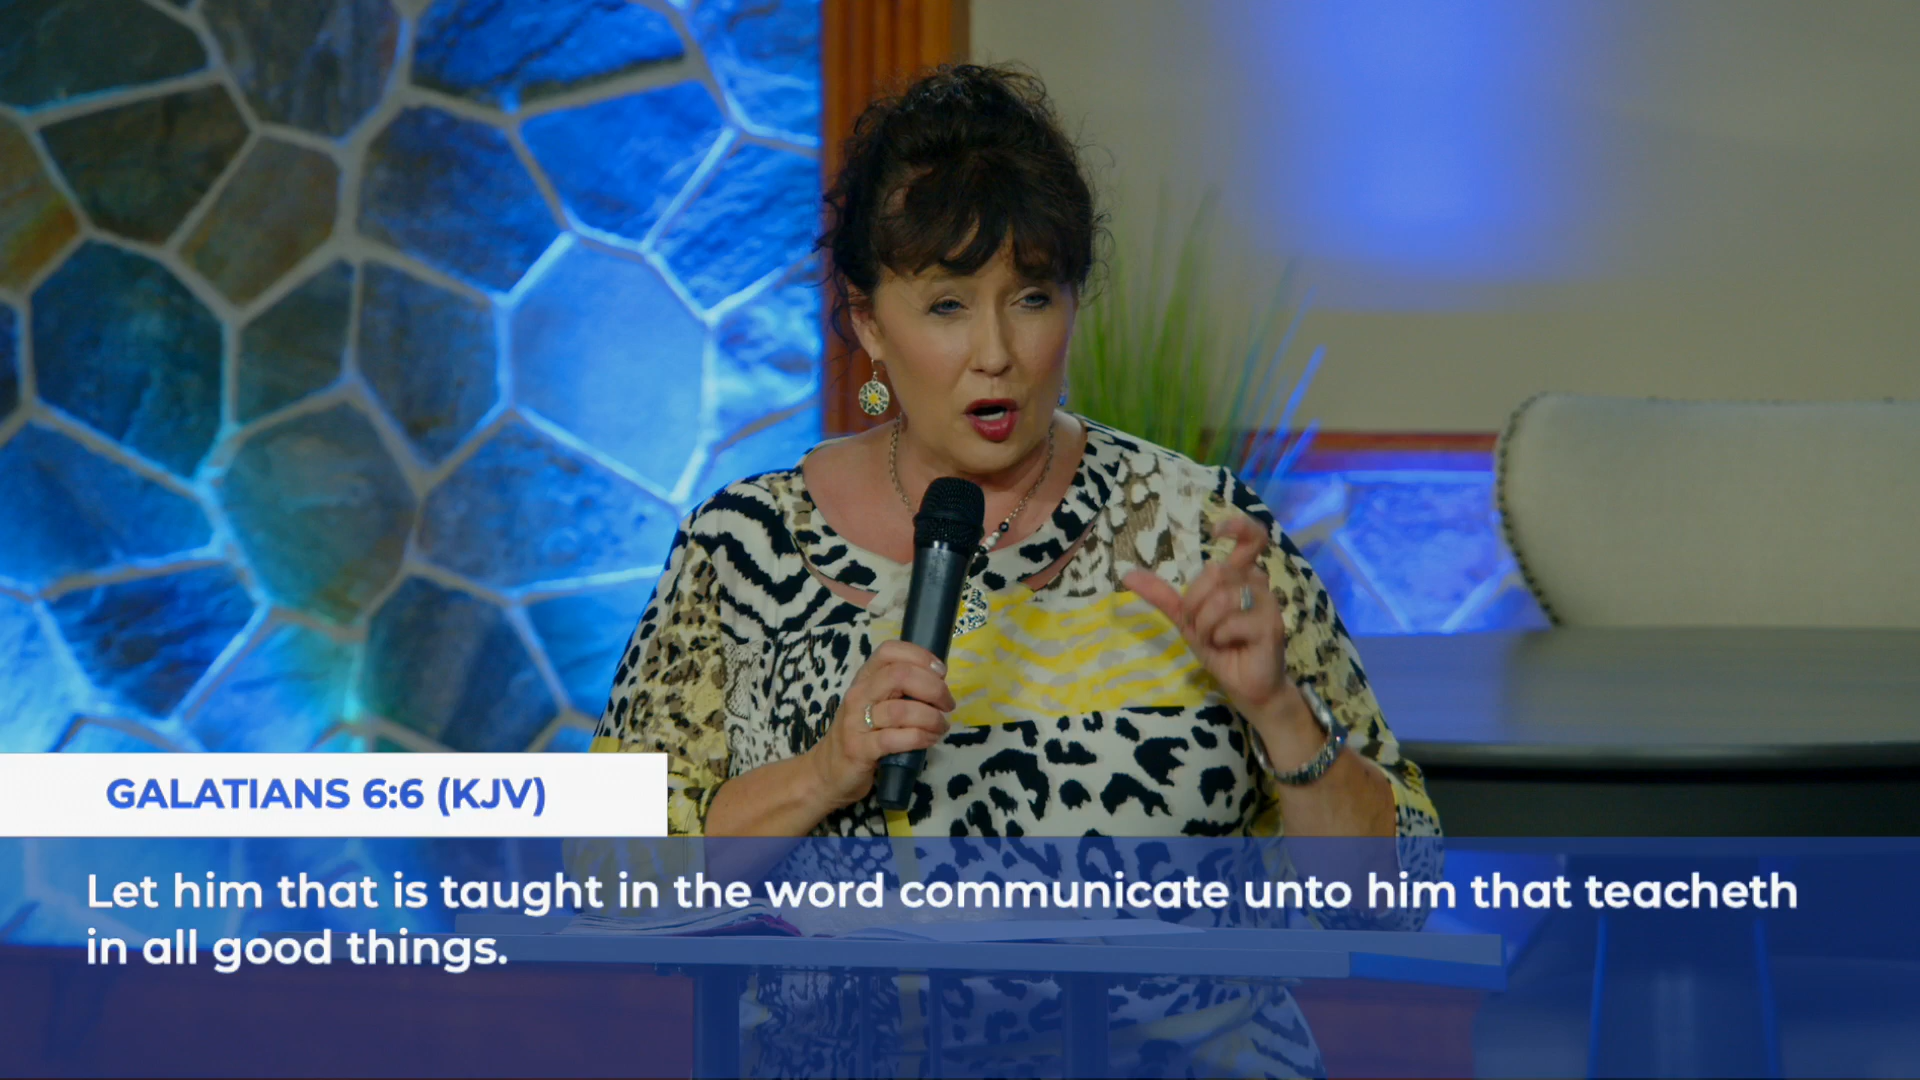 GALATIANS 6:6 (KJV)
Let him that is taught in the word communicate unto him that teacheth
in all good things.